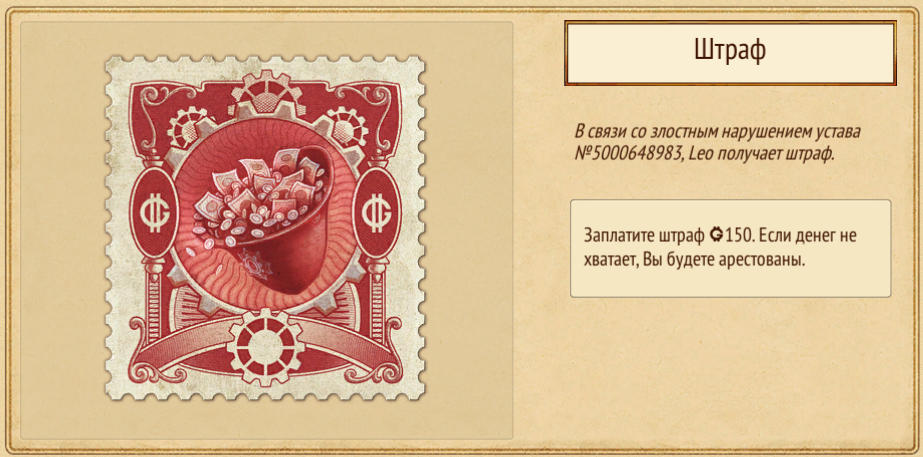 Штраф
В связи со злостным нарушением устава
№5000648983, Leo получает штраф.
Заплатите штраф 150. Если денег не
хватает, Вы будете арестованы.